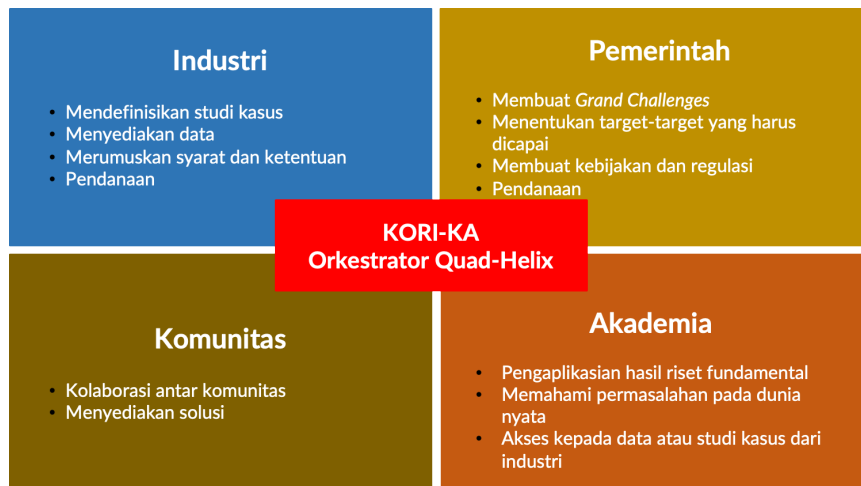 Industri
• Mendefinisikan studi kasus
• Menyediakan data
• Merumuskan syarat dan ketentuan
• Pendanaan
Pemerintah
• Membuat Grand Challenges
• Menentukan target-target yang harus
dicapai
• Membuat kebijakan dan regulasi
• Pendanaan
KORI-KA
Orkestrator Quad-Helix
Komunitas
• Kolaborasi antar komunitas
• Menyediakan solusi
Akademia
• Pengaplikasian hasil riset fundamental
• Memahami permasalahan pada dunia
nyata
• Akses kepada data atau studi kasus dari
industri